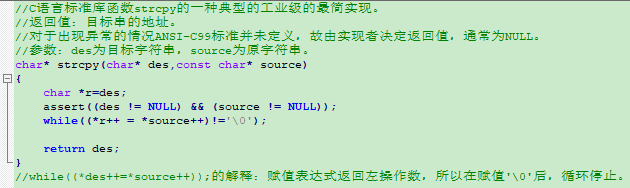 //C语言标准库函数strcpy的一种典型的工业级的最简实现。
//返回值：目标串的地址。
//对于出现异常的情况ANSI-C99标准并未定义，故由实现者决定返回值，通常为NULL。
//参数：des为目标字符串，source为原字符串。
char* strcpy(char* des,const char* source)
{
char *r=des;
assert((des != NULL) && (source != NULL));
while((*r++ = *source++)!='\0');
return des;
}
//while((*des++=*source++));的解释：赋值表达式返回左操作数，所以在赋值'\0'后，循环停止。